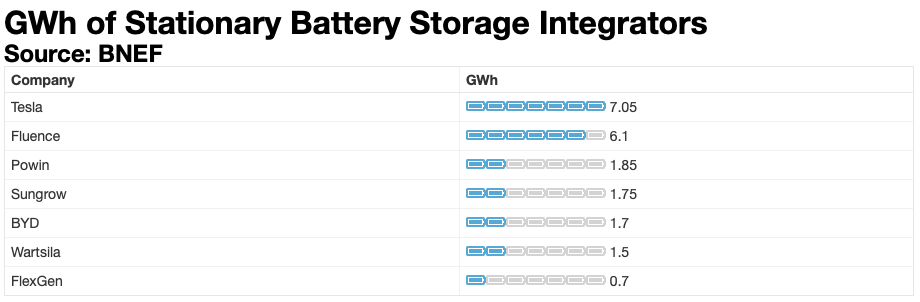 GWh of Stationary Battery Storage Integrators
Source: BNEF
Company GWh
Tesla 7.05
Fluence 6.1
Powin 1.85
Sungrow 1.75
BYD 1.7
Wartsila 1.5
FlexGen 0.7